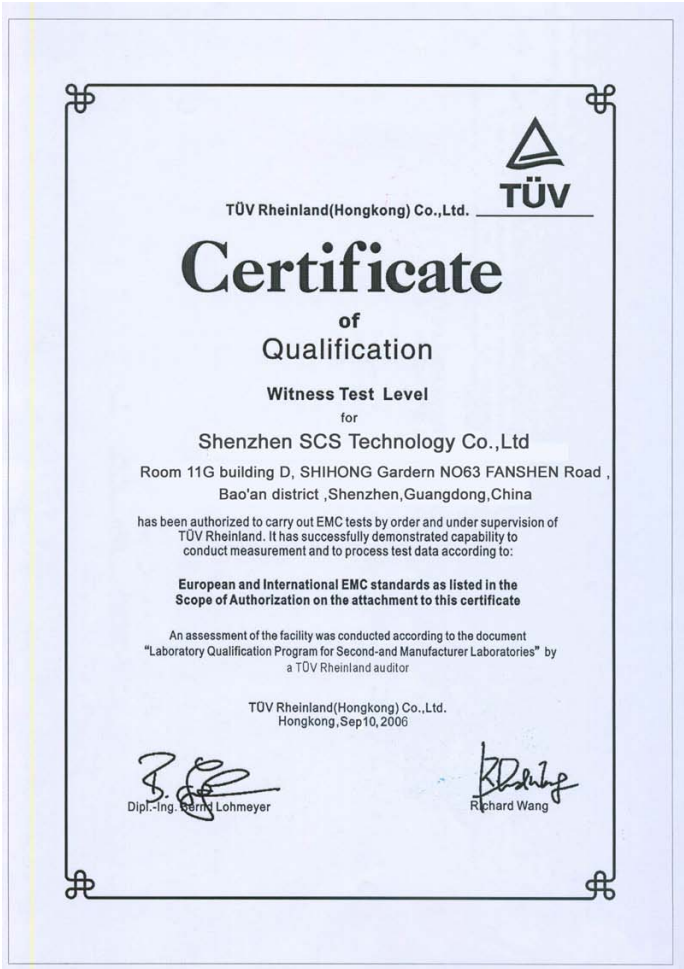 TÜV
TÜV Rheinland(Hongkong) Co.,Ltd.
Certificate
of
Qualification
Witness Test Level
for
Shenzhen SCS Technology Co.,Ltd
Room 11G building D, SHIHONG Gardern NO63 FANSHEN Road ,
Bao'an district ,Shenzhen,Guangdong,China
has been authorized to carry out EMC tests by order and under supervision of
TÜV Rheinland. It has successfully demonstrated capability to
conduct measurement and to process test data according to:
European and International EMC standards as listed in the
Scope of Authorization on the attachment to this certificate
An assessment of the facility was conducted according to the document
“Laboratory Qualification Program for Second-and Manufacturer Laboratories” by
a TÜV Rheinland auditor
TÜV Rheinland(Hongkong) Co.,Ltd.
Hongkong,Sep10, 2006
Dipl.-Ing. Bernd Lohmeyer
Richard Wang